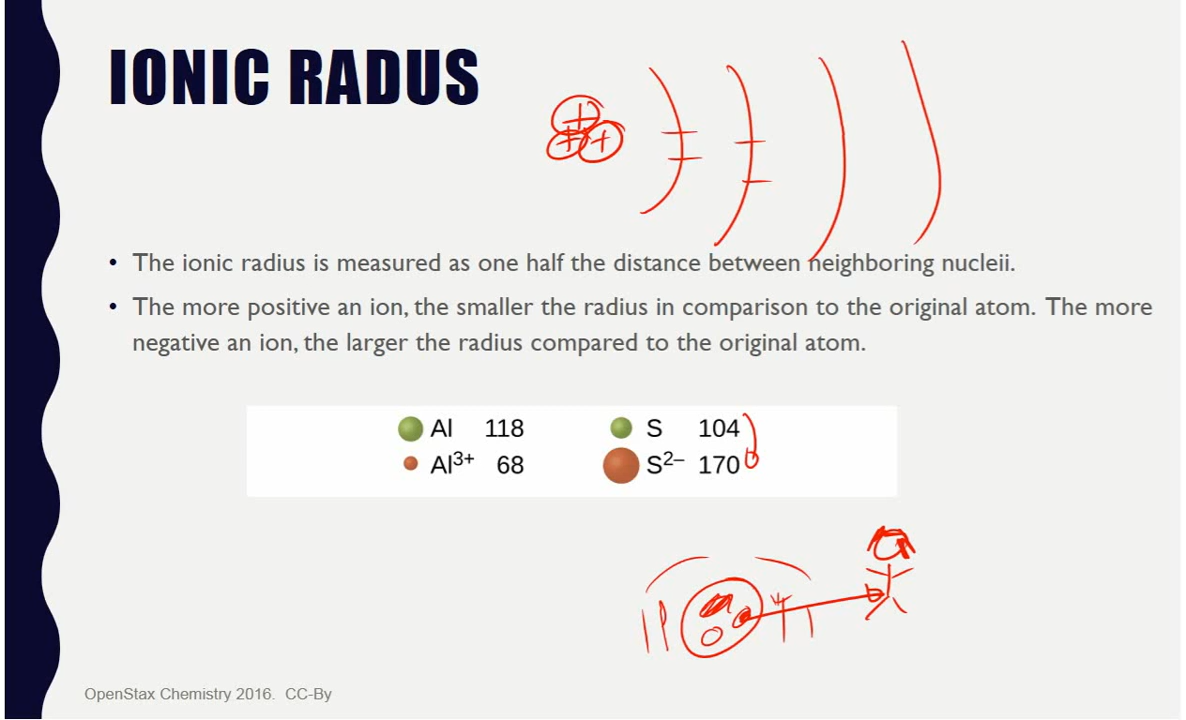 IONIC RADUS
• The ionic radius is measured as one half the distance between neighboring nucleii.
• The more positive an ion, the smaller the radius in comparison to the original atom. The more
negative an ion, the larger the radius compared to the original atom.
Al 118 S 104
Al³⁺ 68 S²⁻ 170
OpenStax Chemistry 2016. CC-By